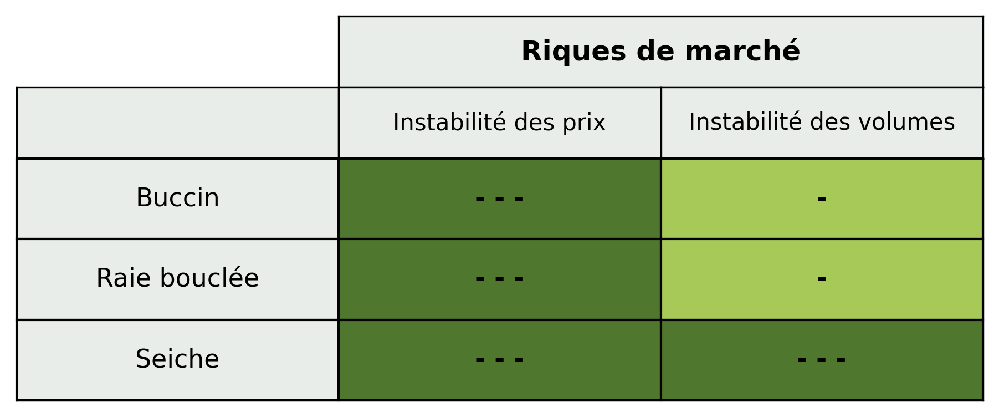 Riques de marché
Instabilité des prix Instabilité des volumes
Buccin - - - -
Raie bouclée - - - -
Seiche - - - - - -